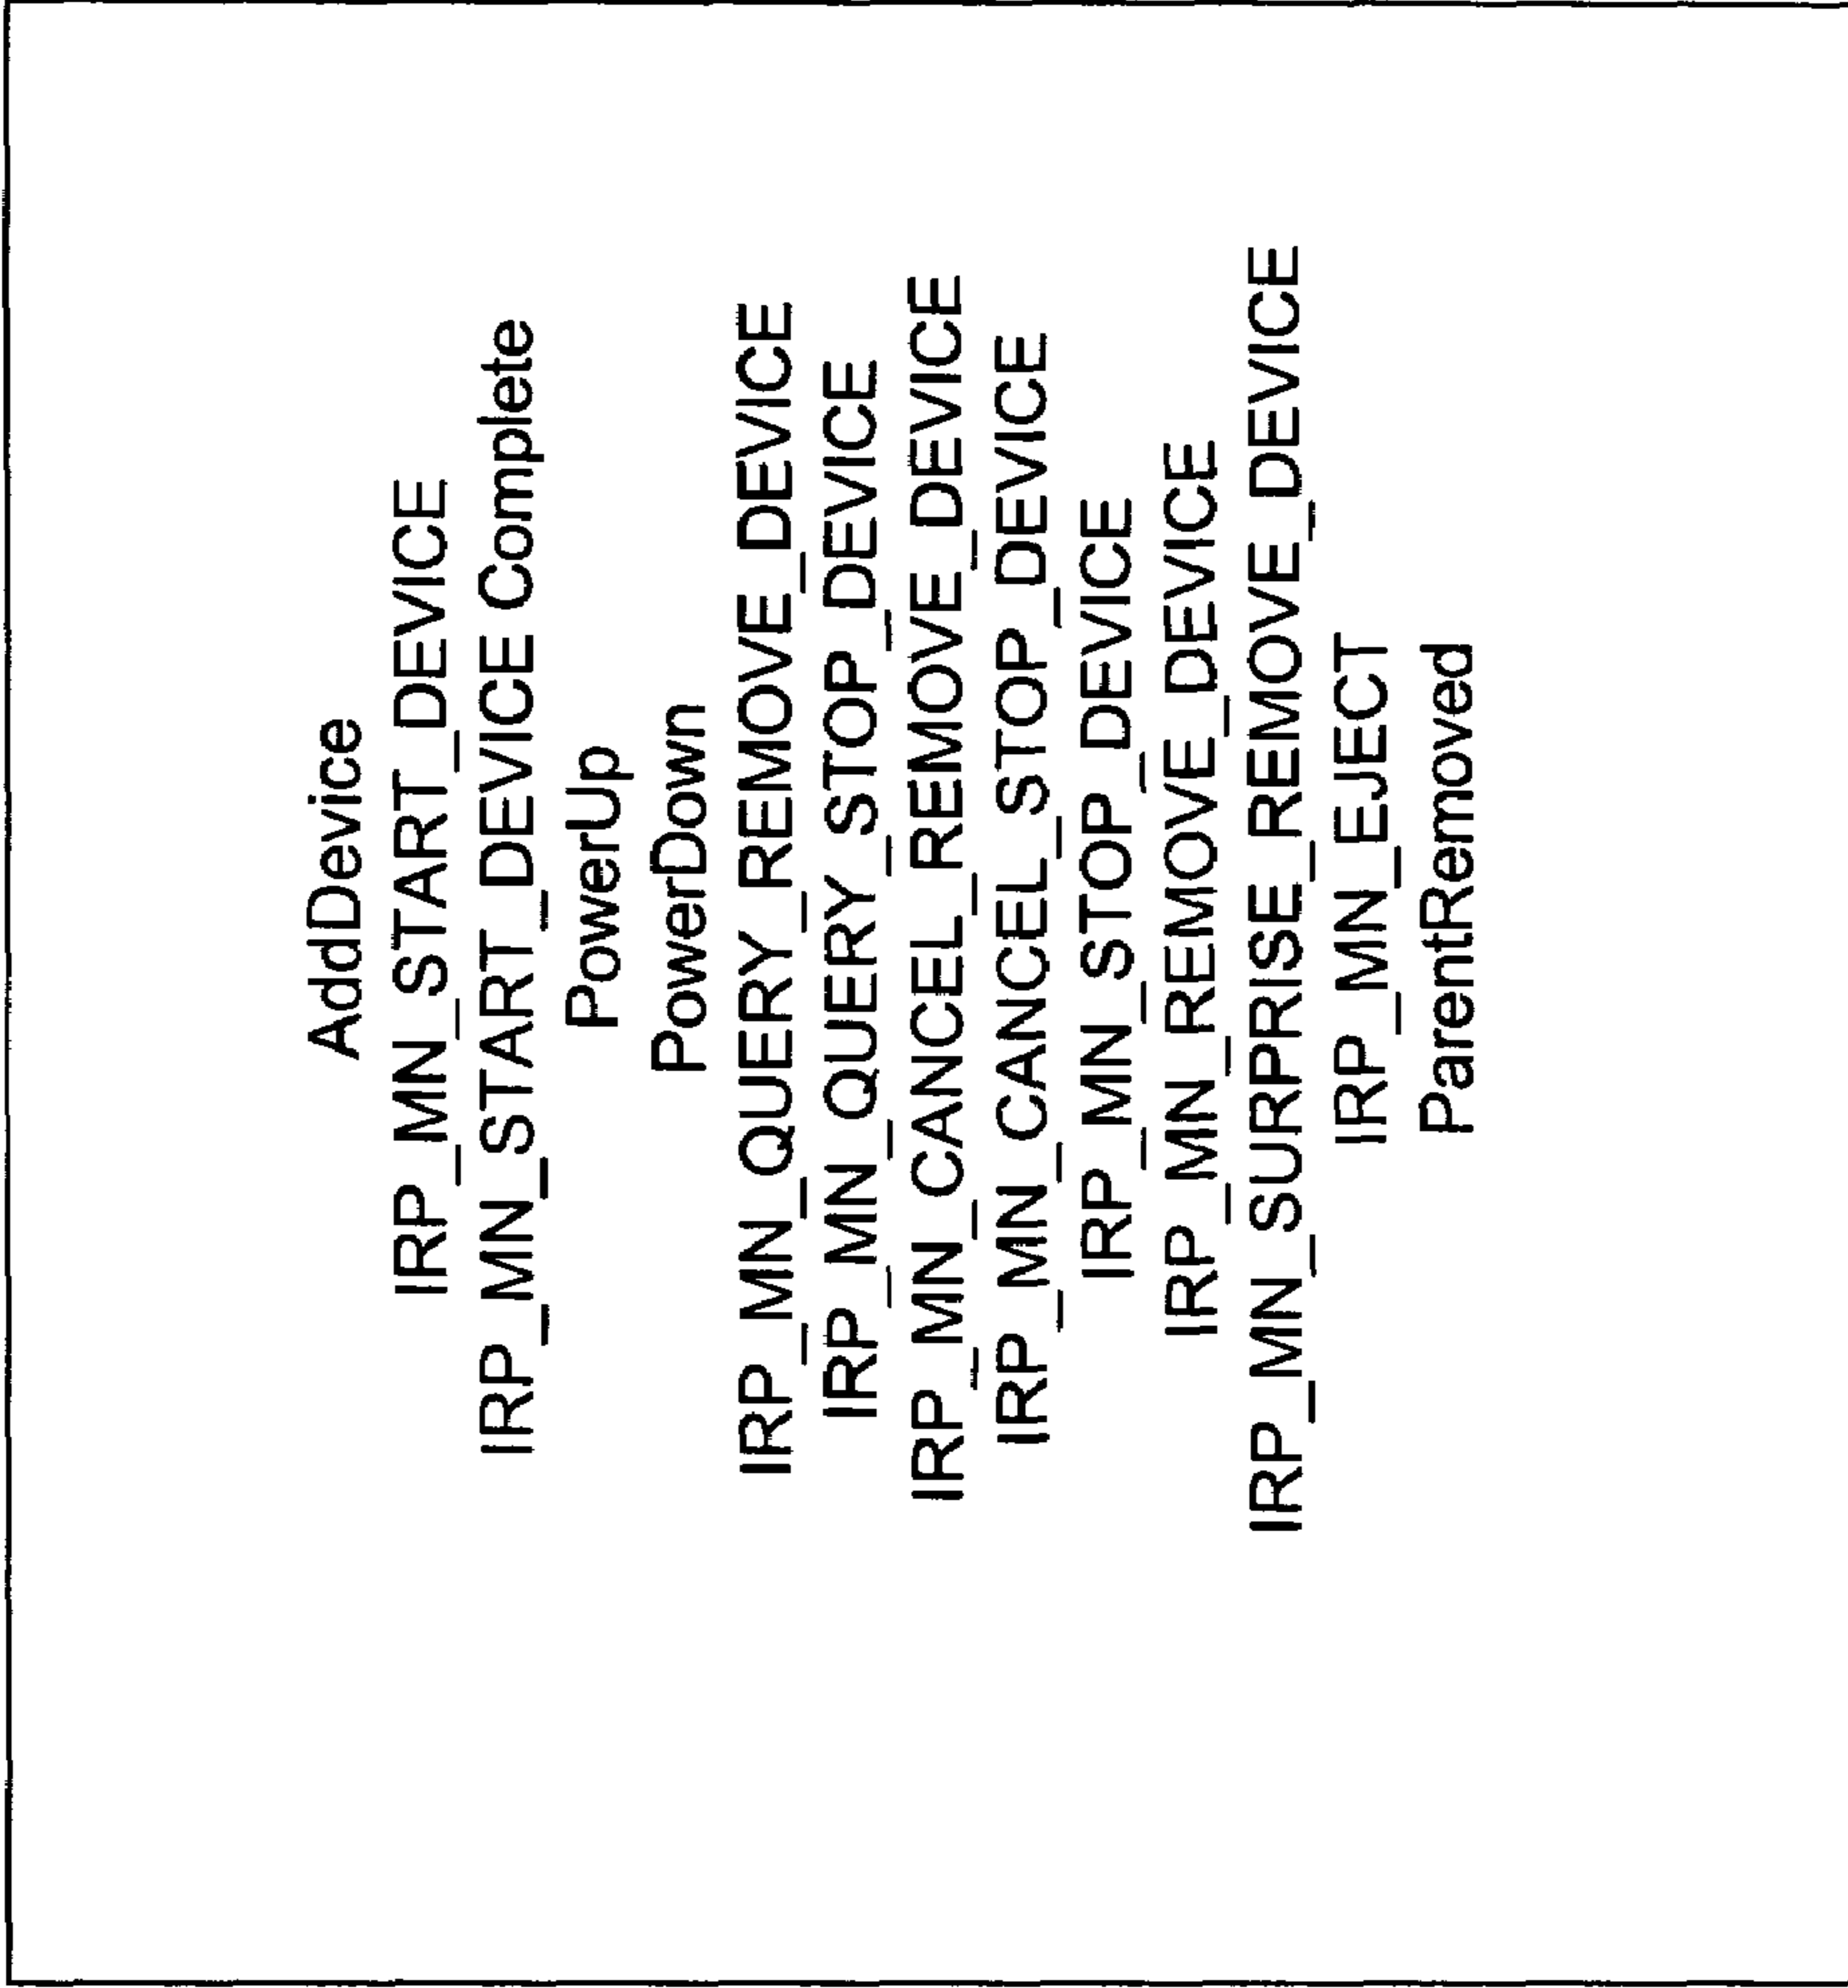 AddDevice
IRP_MN_START_DEVICE
IRP_MN_START_DEVICE Complete
PowerUp
PowerDown
IRP_MN_QUERY_REMOVE_DEVICE
IRP_MN_QUERY_STOP_DEVICE
IRP_MN_CANCEL_REMOVE_DEVICE
IRP_MN_CANCEL_STOP_DEVICE
IRP_MN_STOP_DEVICE
IRP_MN_REMOVE_DEVICE
IRP_MN_SURPRISE_REMOVE_DEVICE
IRP_MN_EJECT
ParentRemoved